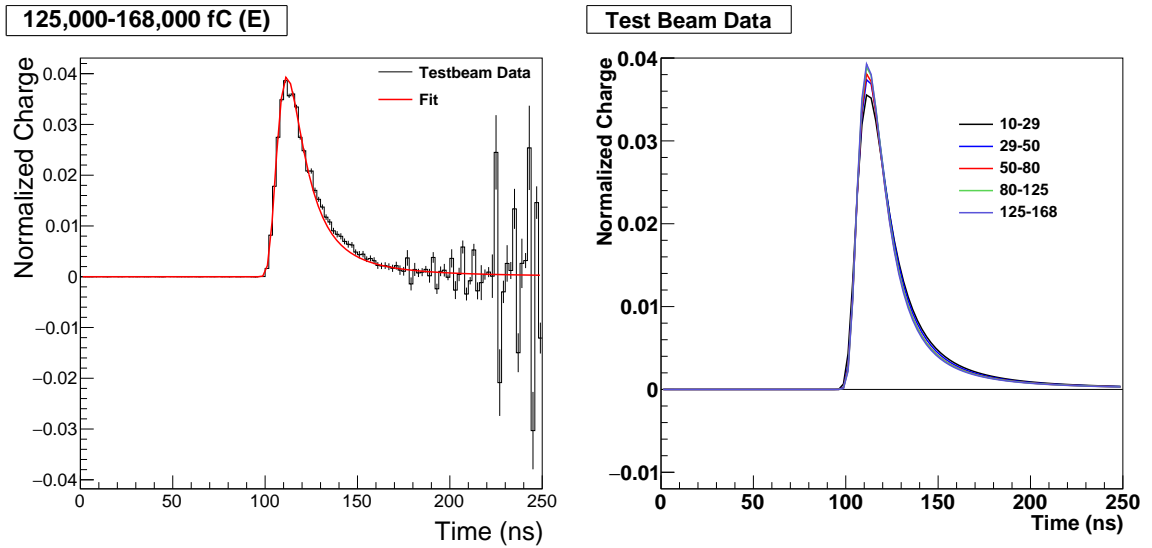 125,000-168,000 fC (E)
Normalized Charge
0.04
0.03
0.02
0.01
0
−0.01
−0.02
−0.03
−0.04
Testbeam Data
Fit
0 50 100 150 200 250
Time (ns)
Test Beam Data
Normalized Charge
0.04
0.03
0.02
0.01
0
−0.01
10-29
29-50
50-80
80-125
125-168
0 50 100 150 200 250
Time (ns)